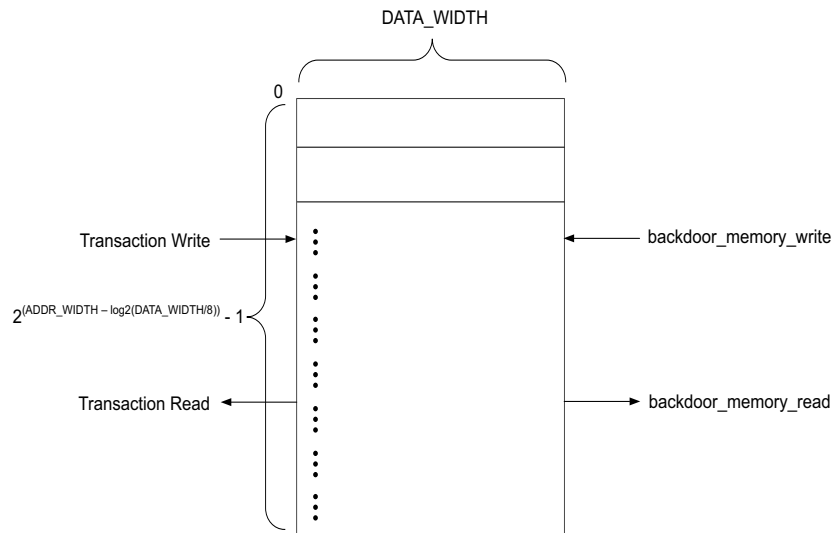 DATA_WIDTH
0
Transaction Write
backdoor_memory_write
2^(ADDR_WIDTH – log2(DATA_WIDTH/8)) - 1
Transaction Read
backdoor_memory_read